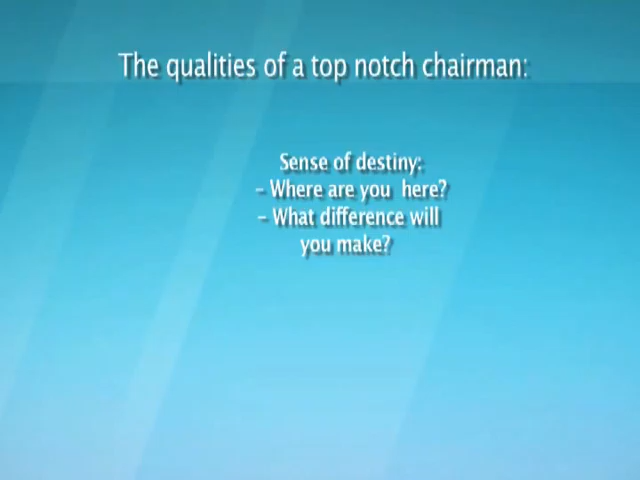 The qualities of a top notch chairman:
Sense of destiny:
- Where are you  here?
- What difference will
you make?